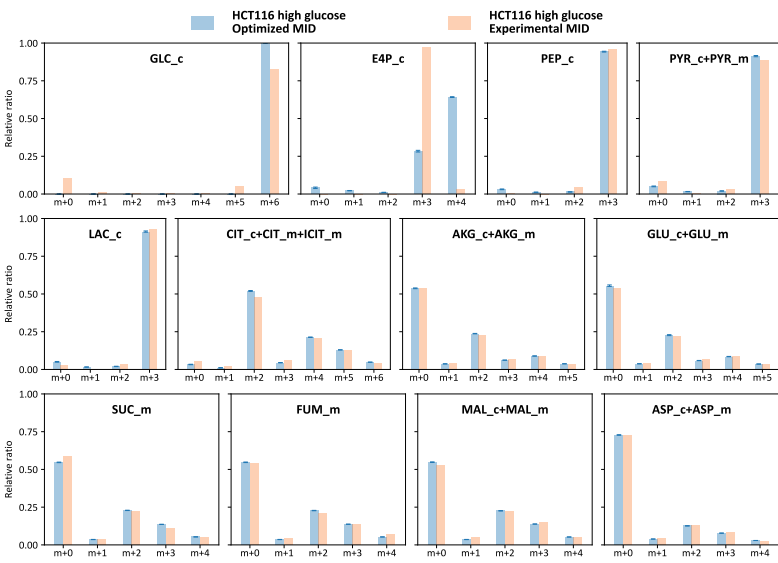 HCT116 high glucose
Optimized MID
HCT116 high glucose
Experimental MID
Relative ratio
1.00
0.75
0.50
0.25
0.00
GLC_c
m+0 m+1 m+2 m+3 m+4 m+5 m+6
E4P_c
m+0 m+1 m+2 m+3 m+4
PEP_c
m+0 m+1 m+2 m+3
PYR_c+PYR_m
m+0 m+1 m+2 m+3
Relative ratio
1.00
0.75
0.50
0.25
0.00
LAC_c
m+0 m+1 m+2 m+3
CIT_c+CIT_m+ICIT_m
m+0 m+1 m+2 m+3 m+4 m+5 m+6
AKG_c+AKG_m
m+0 m+1 m+2 m+3 m+4 m+5
GLU_c+GLU_m
m+0 m+1 m+2 m+3 m+4 m+5
Relative ratio
1.00
0.75
0.50
0.25
0.00
SUC_m
m+0 m+1 m+2 m+3 m+4
FUM_m
m+0 m+1 m+2 m+3 m+4
MAL_c+MAL_m
m+0 m+1 m+2 m+3 m+4
ASP_c+ASP_m
m+0 m+1 m+2 m+3 m+4